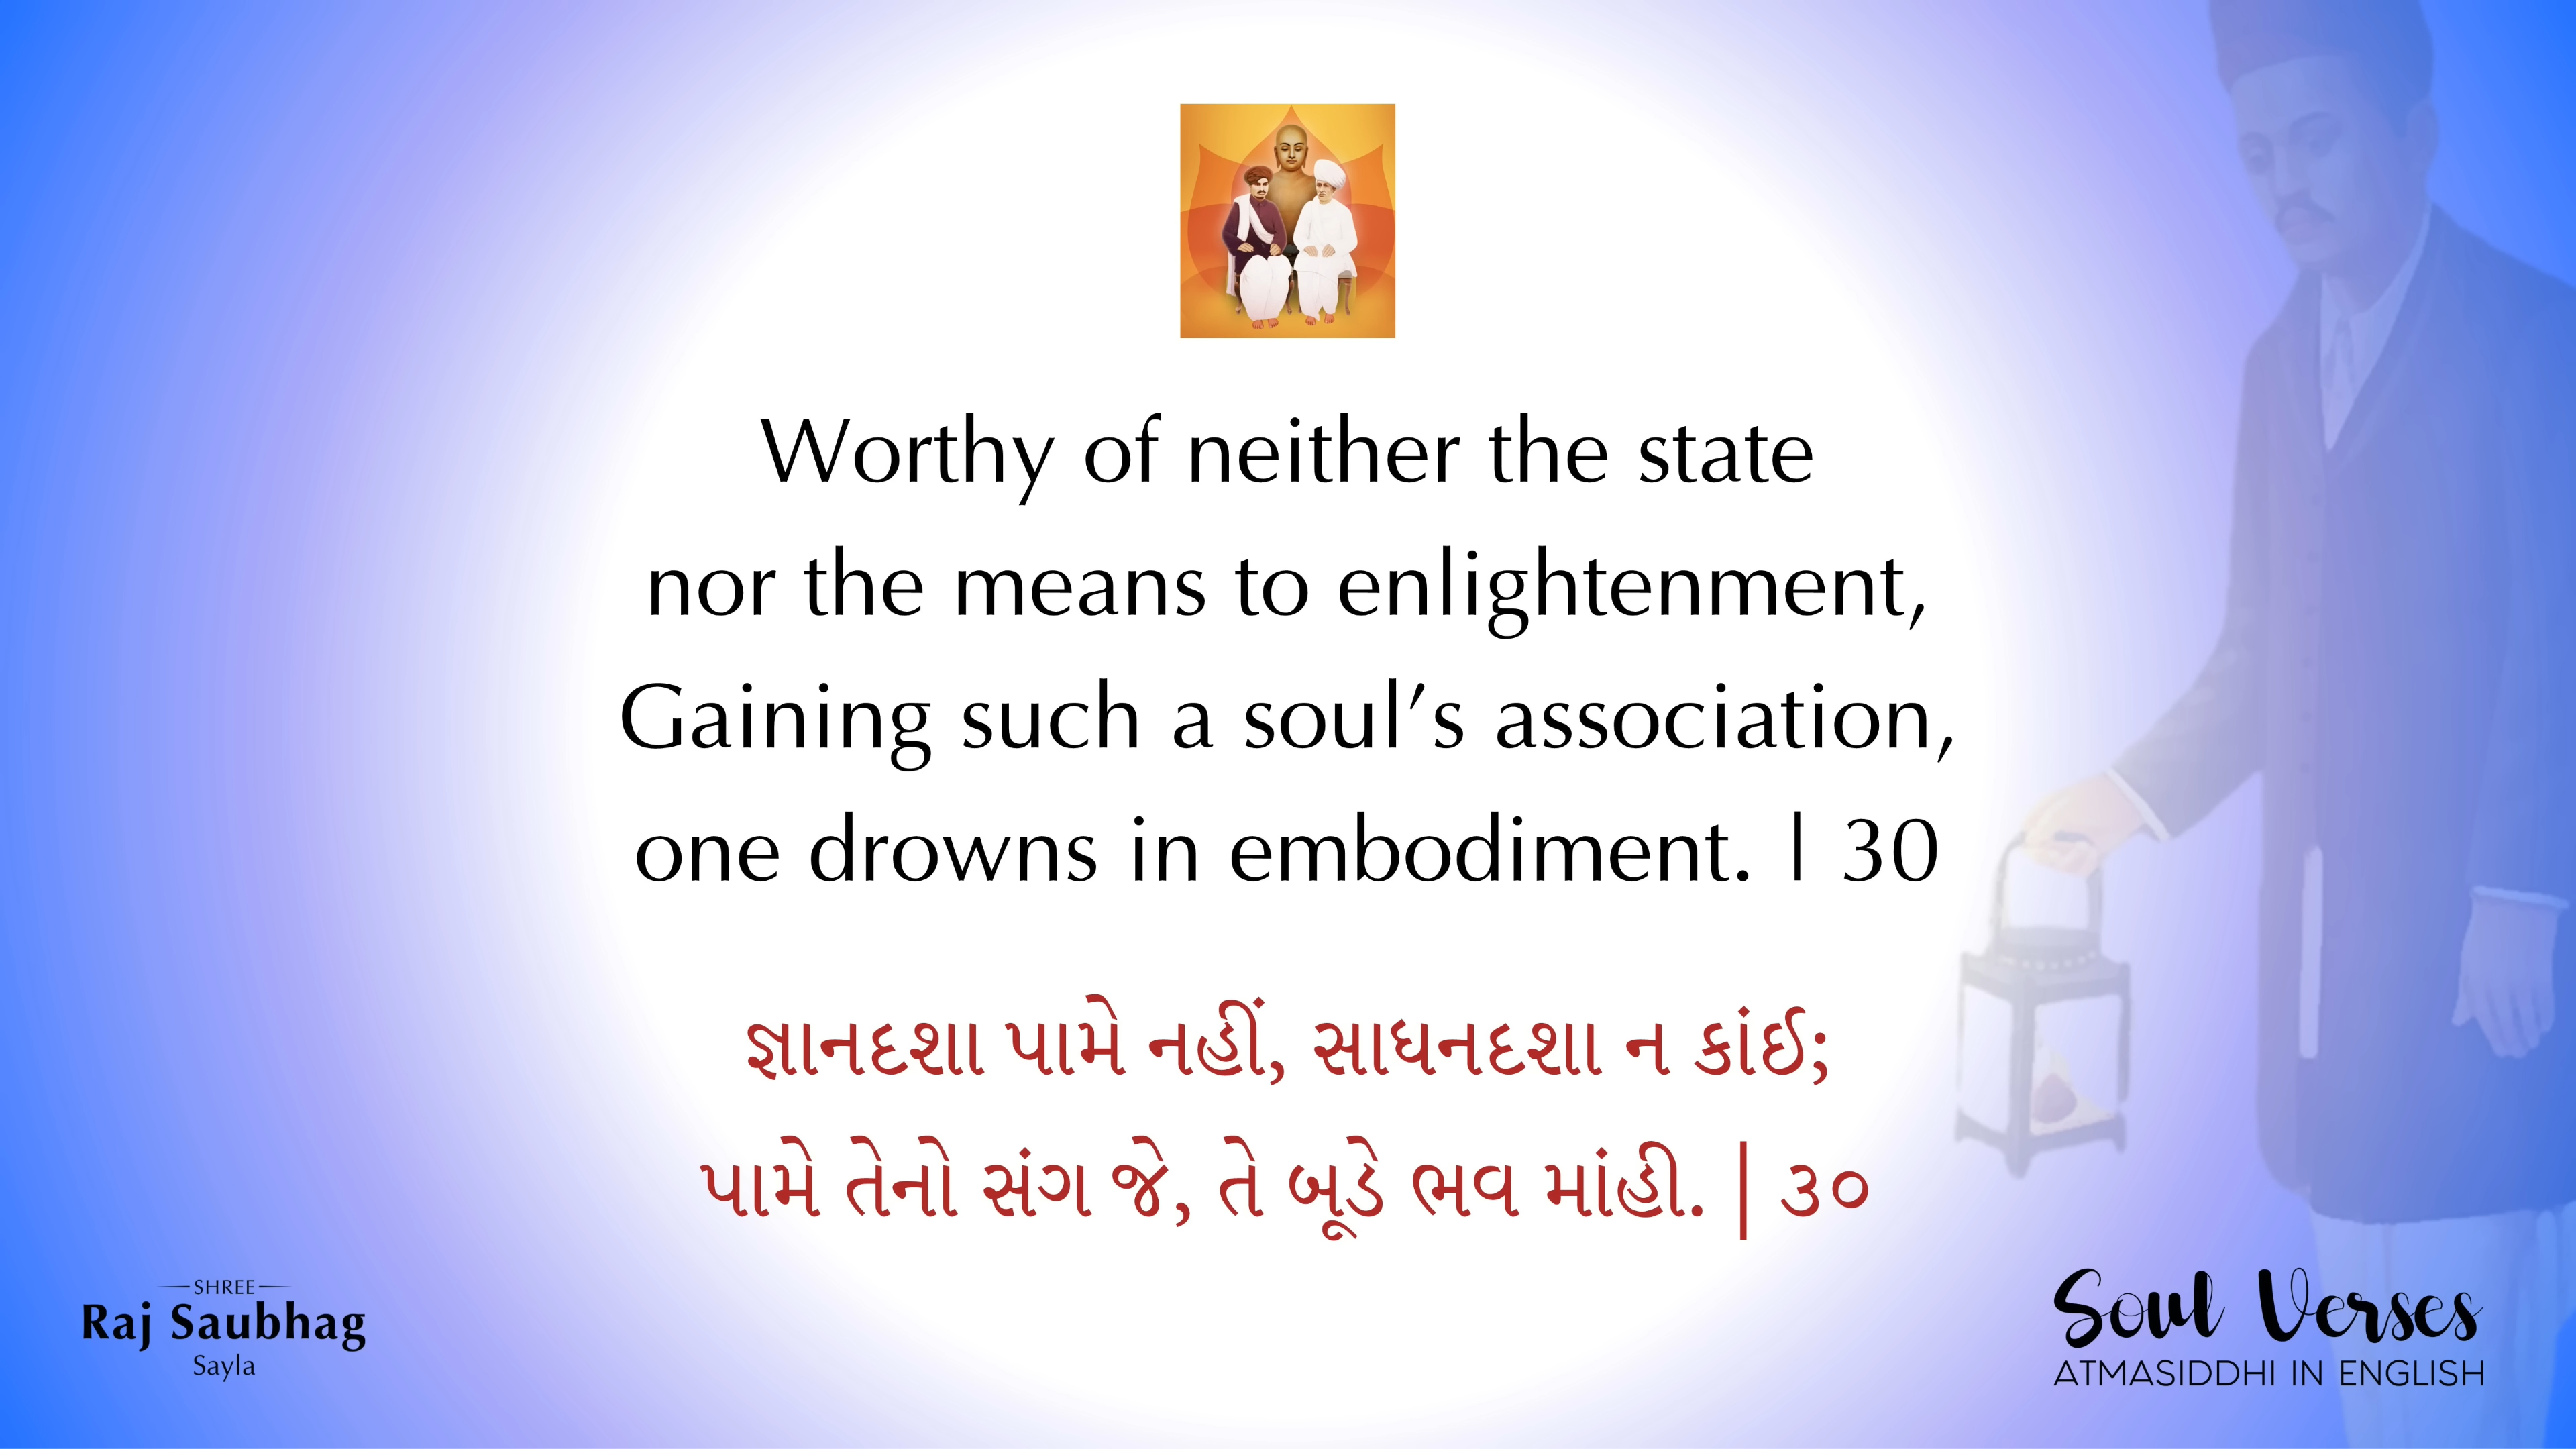 Worthy of neither the state
nor the means to enlightenment,
Gaining such a soul’s association,
one drowns in embodiment. | 30
જ્ઞાનદશા પામે નહીં, સાધનદશા ન કાંઈ;
પામે તેનો સંગ જે, તે બૂડે ભવ માંહી. | ૩૦
SHREE
Raj Saubhag
Sayla
Soul Verses
ATMASIDDHI IN ENGLISH